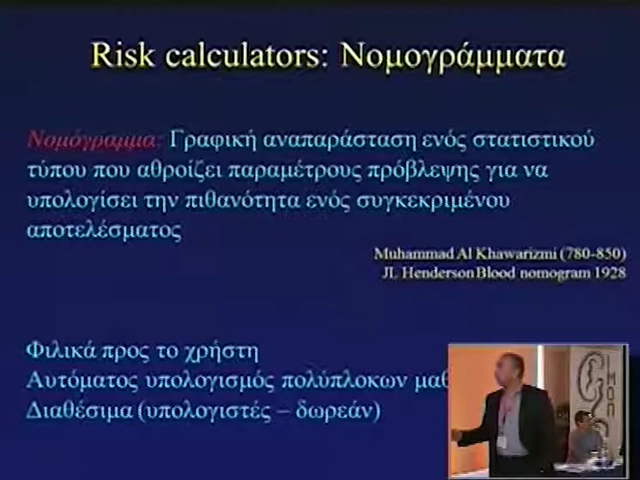 Risk calculators: Νομογράμματα
Νομόγραμμα: Γραφική αναπαράσταση ενός στατιστικού
τύπου που αθροίζει παραμέτρους πρόβλεψης για να
υπολογίσει την πιθανότητα ενός συγκεκριμένου
αποτελέσματος
Muhammad Al Khawarizmi (780-850)
JL Henderson Blood nomogram 1928
Φιλικά προς το χρήστη
Αυτόματος υπολογισμός πολύπλοκων μαθ
Διαθέσιμα (υπολογιστές – δωρεάν)